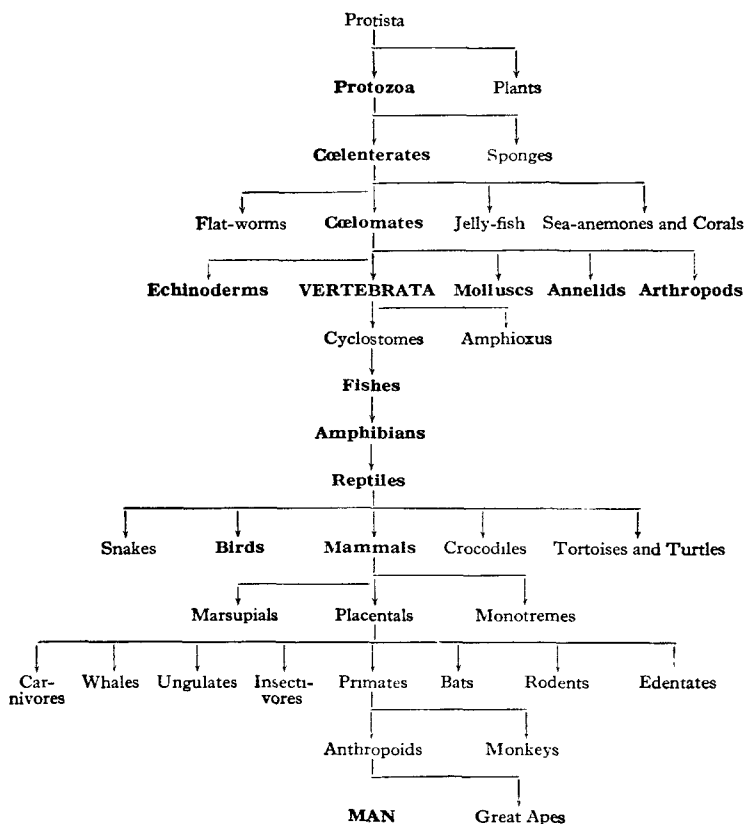 Protista
Protozoa Plants
Cœlenterates Sponges
Flat-worms Cœlomates Jelly-fish Sea-anemones and Corals
Echinoderms VERTEBRATA Molluscs Annelids Arthropods
Cyclostomes Amphioxus
Fishes
Amphibians
Reptiles
Snakes Birds Mammals Crocodiles Tortoises and Turtles
Marsupials Placentals Monotremes
Car- Whales Ungulates Insecti- Primates Bats Rodents Edentates
nivores vores
Anthropoids Monkeys
MAN Great Apes